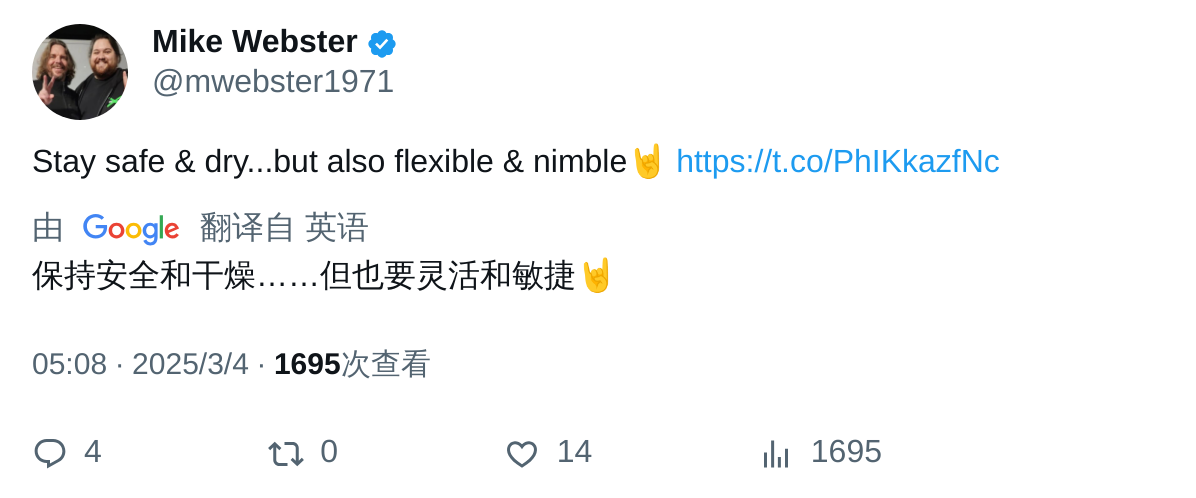 Mike Webster
@mwebster1971
Stay safe & dry...but also flexible & nimble🤘 https://t.co/PhIKkazfNc
由 Google 翻译自 英语
保持安全和干燥……但也要灵活和敏捷🤘
05:08 · 2025/3/4 · 1695次查看
4 0 14 1695